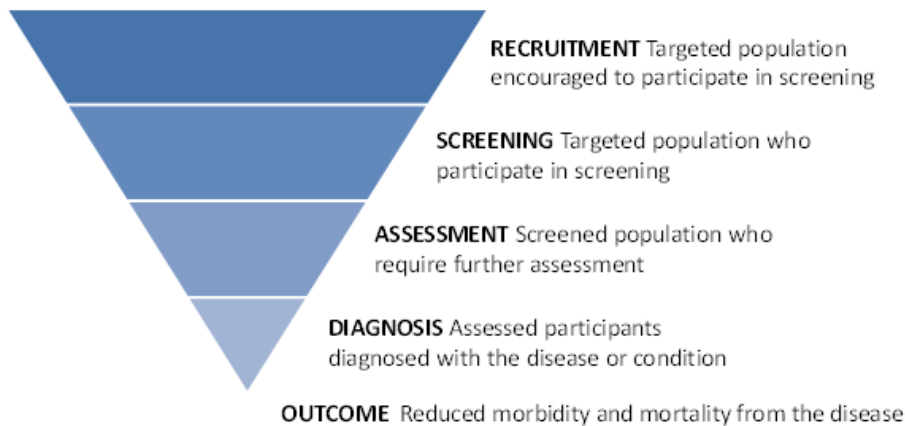 RECRUITMENT Targeted population
encouraged to participate in screening
SCREENING Targeted population who
participate in screening
ASSESSMENT Screened population who
require further assessment
DIAGNOSIS Assessed participants
diagnosed with the disease or condition
OUTCOME Reduced morbidity and mortality from the disease